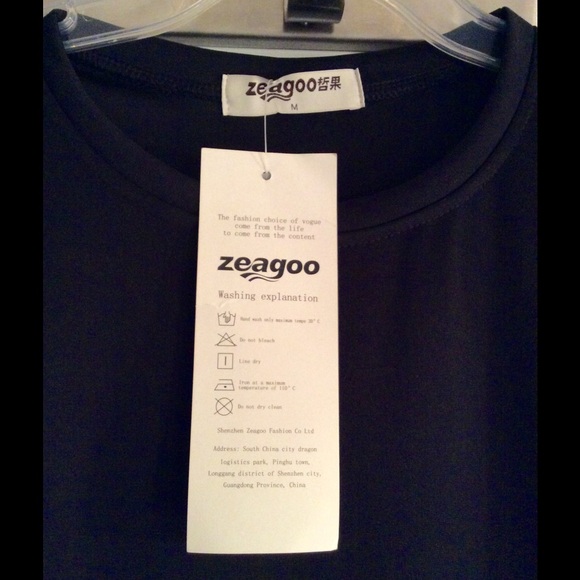 zeagoo哲果
M
The fashion choice of vogue
come from the life
to come from the content
zeagoo
Washing explanation
Hand wash only maximum tempe 30° C
Do not bleach
Line dry
Iron at a maximum
temperature of 110° C
Do not dry clean
Shenzhen Zeagoo Fashion Co Ltd
Address: South China city dragon
logistics park, Pinghu town,
Longgang district of Shenzhen city,
Guangdong Province, China